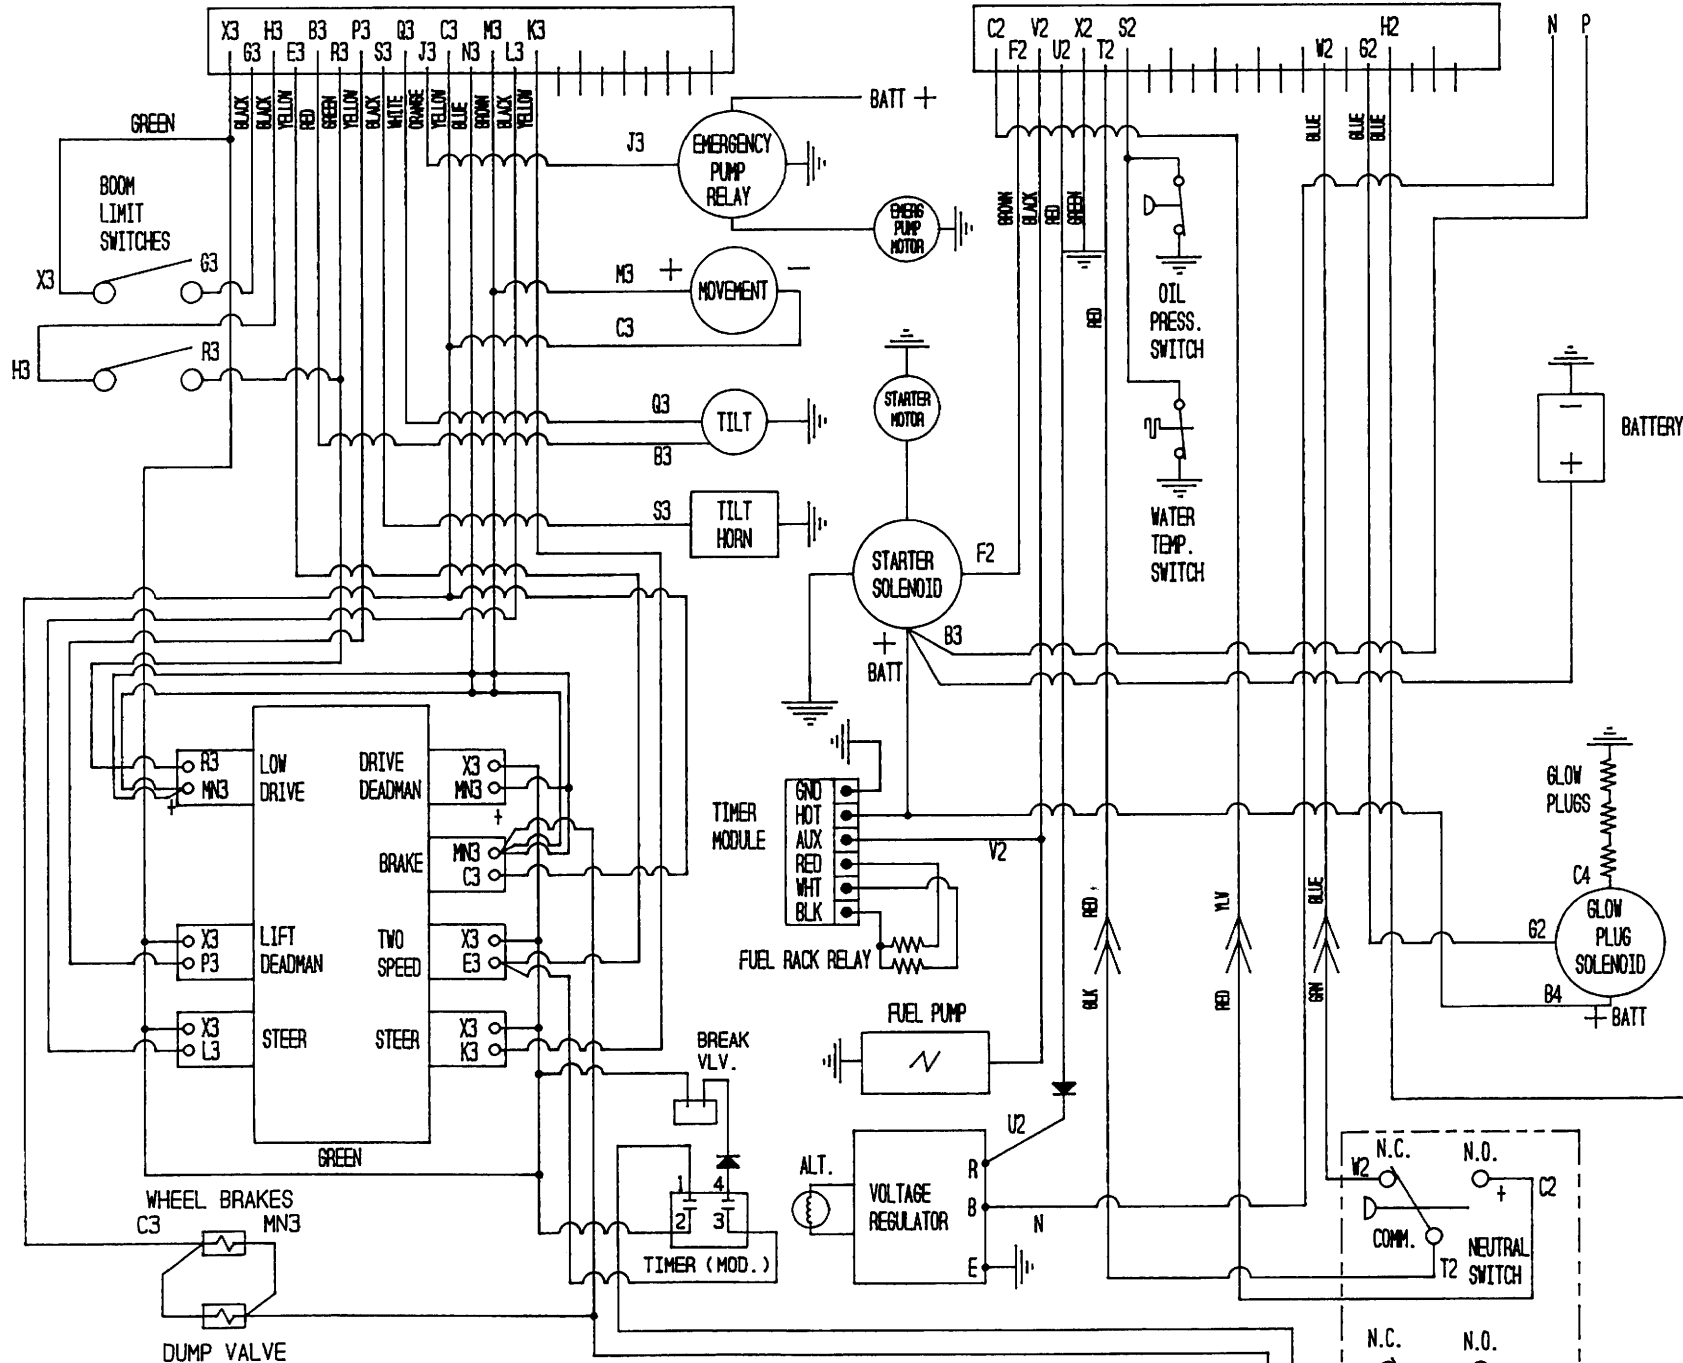 X3 H3 B3 P3 Q3 C3 M3 K3
G3 E3 R3 S3 J3 N3 L3
BLACK
BLACK
YELLOW
RED
GREEN
YELLOW
BLACK
WHITE
ORANGE
YELLOW
BLUE
BROWN
BLACK
YELLOW
GREEN
BOOM
LIMIT
SWITCHES
X3
G3
H3
R3
J3
EMERGENCY
PUMP
RELAY
BATT +
EMERG
PUMP
MOTOR
M3
+
MOVEMENT
−
C3
Q3
TILT
B3
S3
TILT
HORN
C2 V2 X2 S2 H2
F2 U2 T2 W2 G2
N P
BROWN
BLACK
RED
GREEN
RED
BLUE
BLUE
BLUE
OIL
PRESS.
SWITCH
WATER
TEMP.
SWITCH
STARTER
MOTOR
STARTER
SOLENOID
F2
+
BATT
B3
−
+
BATTERY
R3
MN3
+
LOW
DRIVE
DRIVE
DEADMAN
X3
MN3
+
BRAKE
MN3
C3
X3
P3
LIFT
DEADMAN
TWO
SPEED
X3
E3
X3
L3
STEER
STEER
X3
K3
GREEN
TIMER
MODULE
GND
HOT
AUX
RED
WHT
BLK
V2
FUEL RACK RELAY
FUEL PUMP
BREAK
VLV.
1 4
2 3
TIMER (MOD.)
WHEEL BRAKES
C3 MN3
DUMP VALVE
ALT.
VOLTAGE
REGULATOR
R
B
E
U2
N
RED
BLK
YLW
RED
BLUE
GRN
GLOW
PLUGS
C4
GLOW
PLUG
SOLENOID
G2
B4
+ BATT
N.C. N.O.
W2
+
C2
COMM.
T2
NEUTRAL
SWITCH
N.C. N.O.